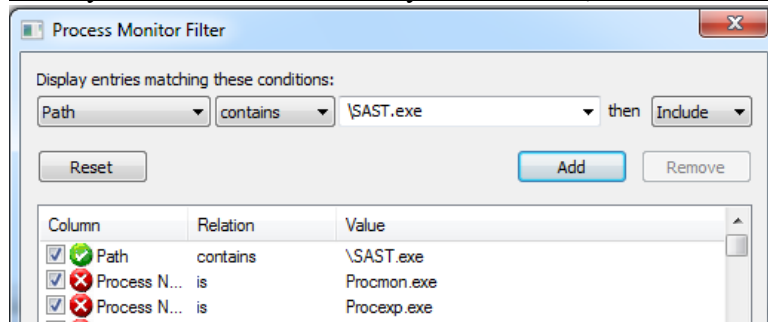 Process Monitor Filter
Display entries matching these conditions:
Path contains \SAST.exe then Include
Reset Add Remove
Column Relation Value
Path contains \SAST.exe
Process N... is Procmon.exe
Process N... is Procexp.exe